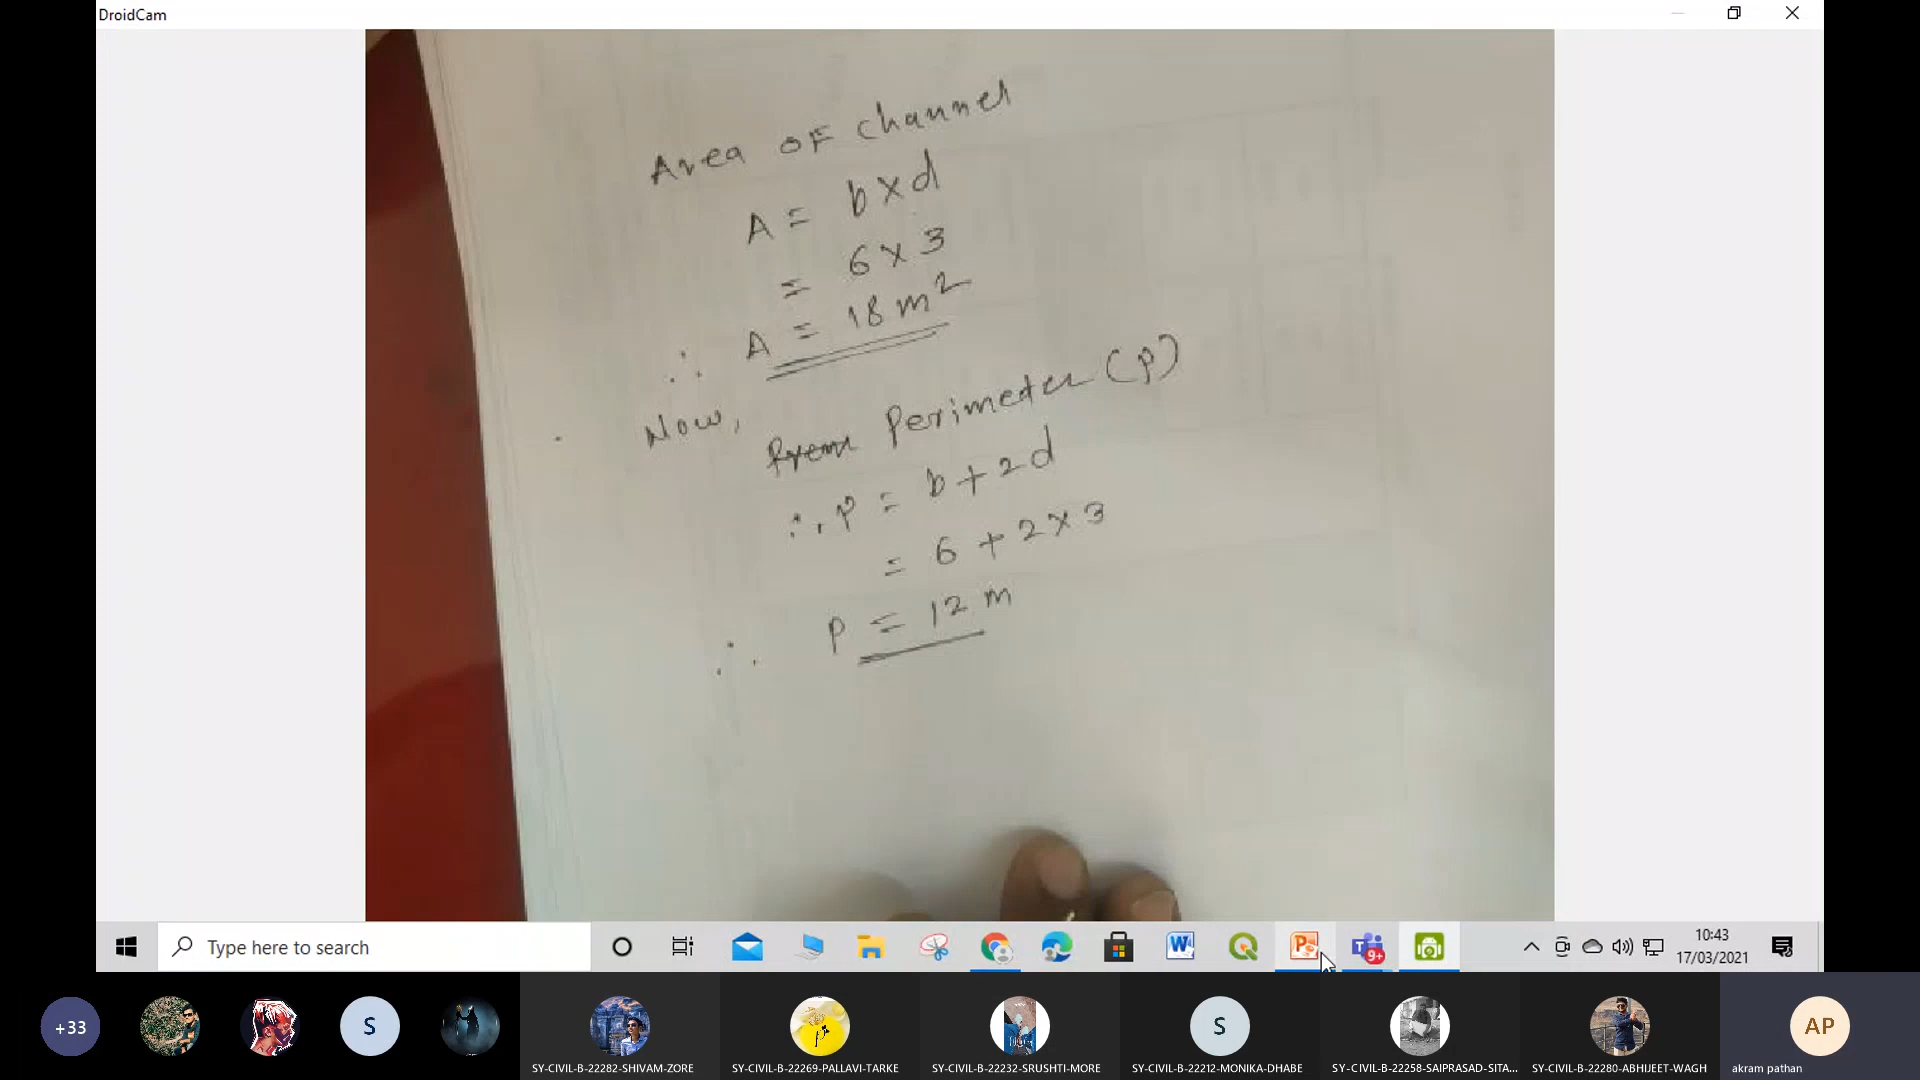 DroidCam
Area OF channel
A = b x d
= 6 x 3
∴ A = 18 m²
Now,
Perimeter (P)
∴ P = b + 2d
= 6 + 2 x 3
∴ P = 12 m
Type here to search
9+
10:43
17/03/2021
+33
S
SY-CIVIL-B-22282-SHIVAM-ZORE
SY-CIVIL-B-22269-PALLAVI-TARKE
SY-CIVIL-B-22232-SRUSHTI-MORE
S
SY-CIVIL-B-22212-MONIKA-DHABE
SY-CIVIL-B-22258-SAIPRASAD-SITA...
SY-CIVIL-B-22280-ABHIJEET-WAGH
AP
akram pathan